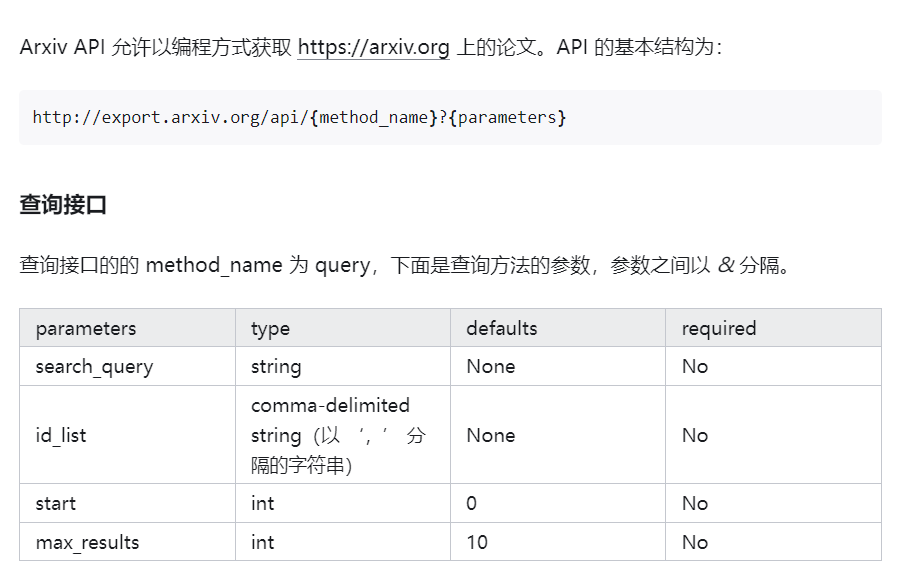 Arxiv API 允许以编程方式获取 https://arxiv.org 上的论文。API 的基本结构为：
http://export.arxiv.org/api/{method_name}?{parameters}
查询接口
查询接口的的 method_name 为 query，下面是查询方法的参数，参数之间以 & 分隔。
parameters type defaults required
search_query string None No
id_list comma-delimited string（以 ‘，’ 分隔的字符串） None No
start int 0 No
max_results int 10 No